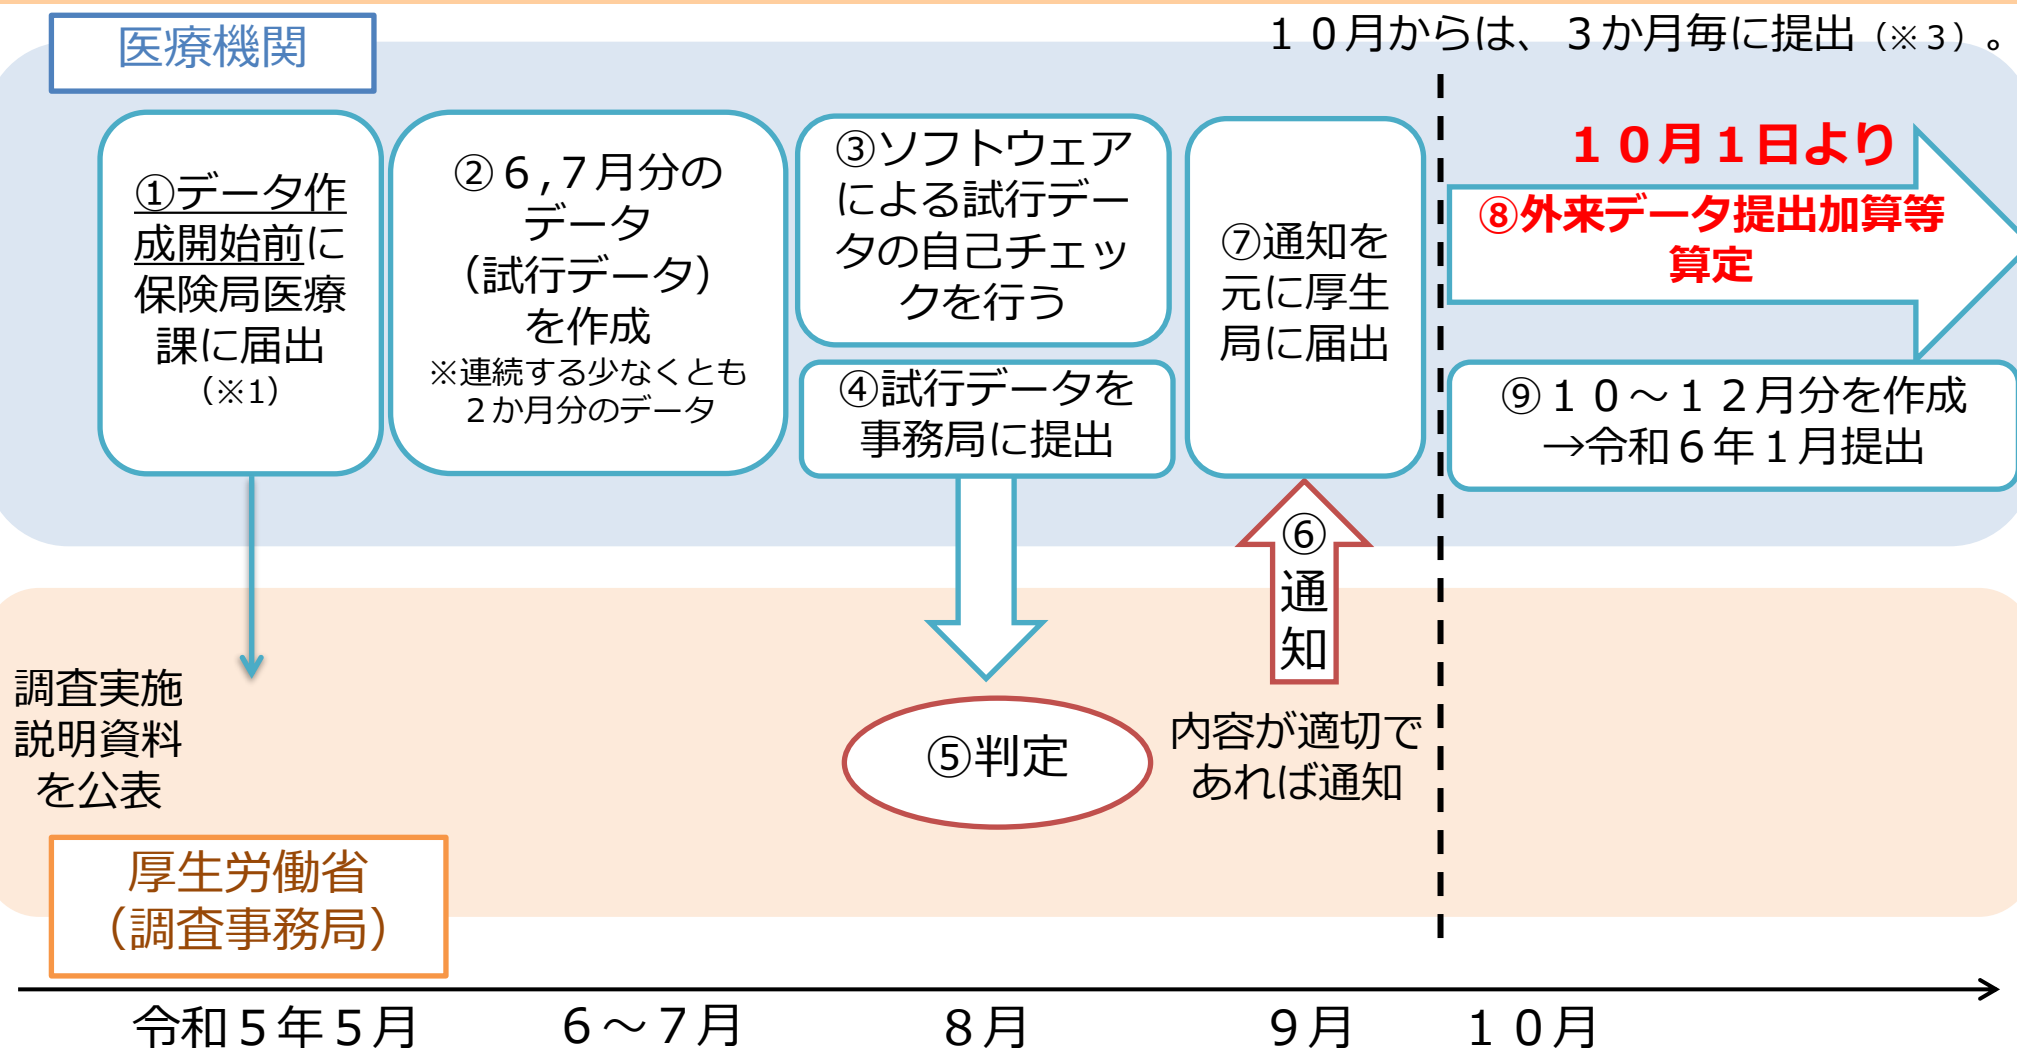 医療機関
１０月からは、３か月毎に提出（※３）。
①データ作
成開始前に
保険局医療
課に届出
（※1）
②６,７月分の
データ
（試行データ）
を作成
※連続する少なくとも
２か月分のデータ
③ソフトウェア
による試行デー
タの自己チェッ
クを行う
④試行データを
事務局に提出
⑦通知を
元に厚生
局に届出
１０月１日より
⑧外来データ提出加算等
算定
⑨１０～１２月分を作成
→令和６年１月提出
⑥
通
知
調査実施
説明資料
を公表
⑤判定
内容が適切で
あれば通知
厚生労働省
（調査事務局）
令和５年５月
６～７月
８月
９月
１０月